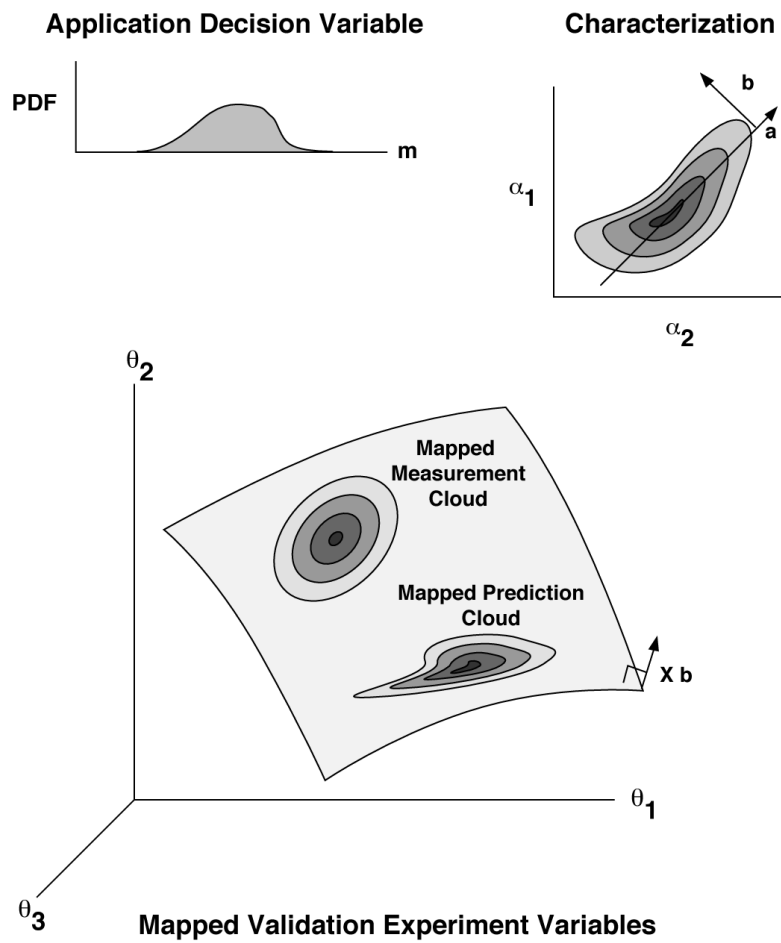 Application Decision Variable
Characterization
PDF
m
b
a
α1
α2
θ2
Mapped
Measurement
Cloud
Mapped Prediction
Cloud
X b
θ1
θ3
Mapped Validation Experiment Variables